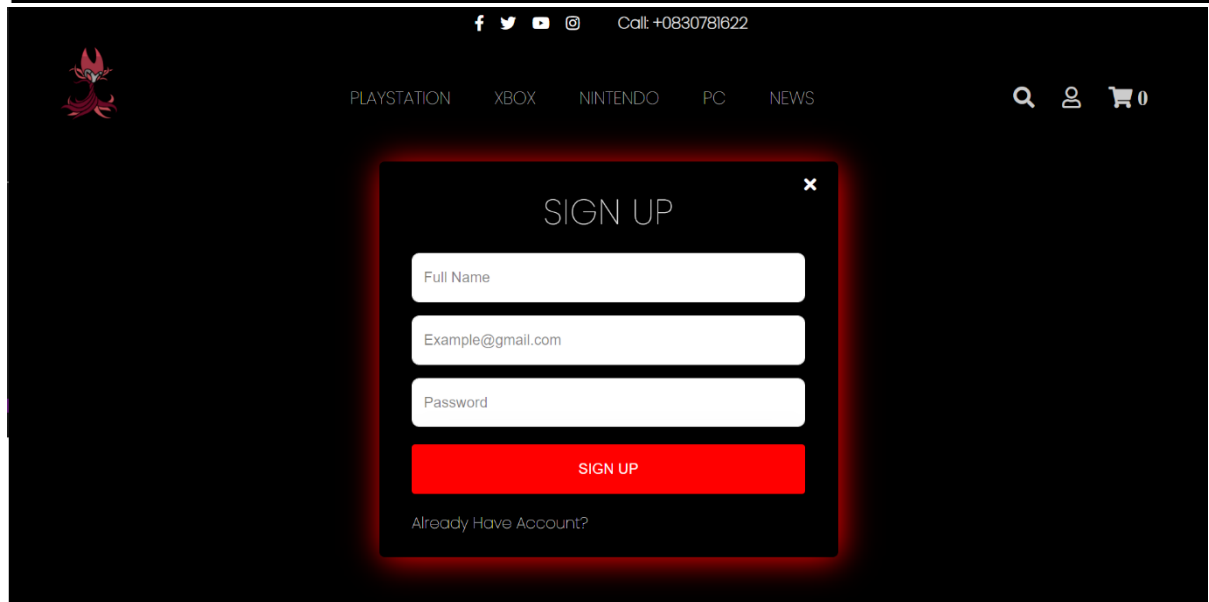 Call: +0830781622
PLAYSTATION XBOX NINTENDO PC NEWS
0
SIGN UP
Full Name
Example@gmail.com
Password
SIGN UP
Already Have Account?